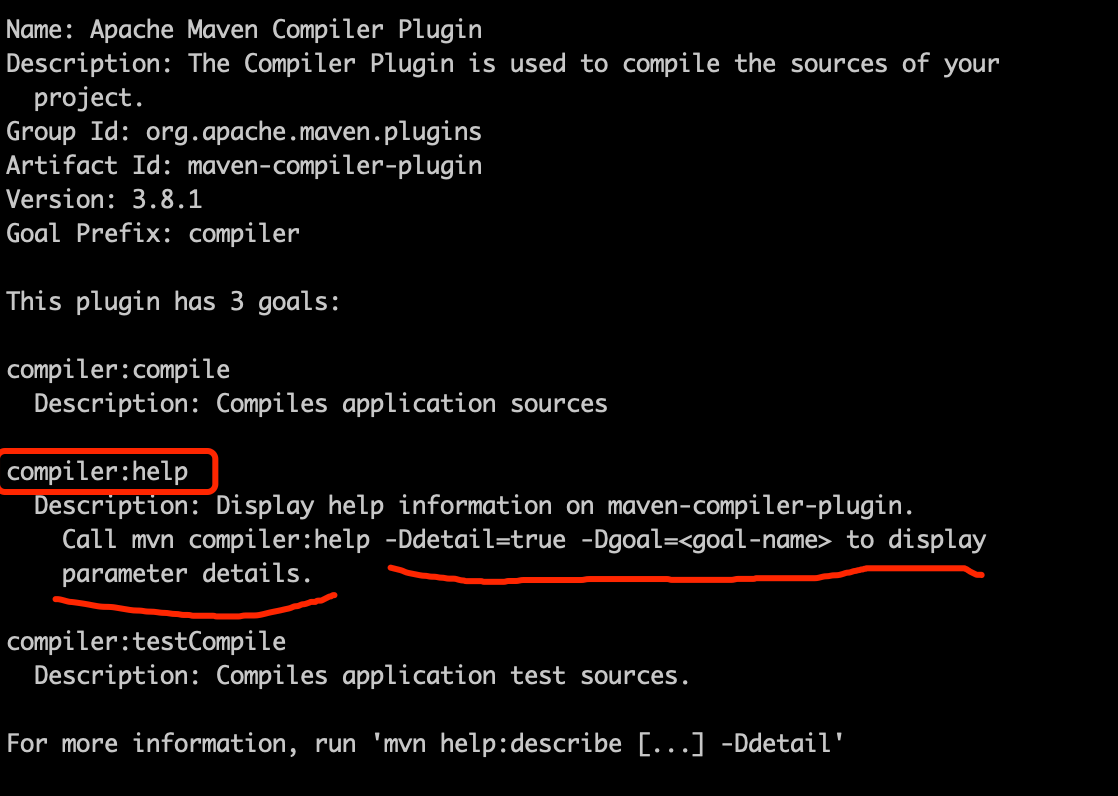 Name: Apache Maven Compiler Plugin
Description: The Compiler Plugin is used to compile the sources of your
  project.
Group Id: org.apache.maven.plugins
Artifact Id: maven-compiler-plugin
Version: 3.8.1
Goal Prefix: compiler

This plugin has 3 goals:

compiler:compile
  Description: Compiles application sources

compiler:help
  Description: Display help information on maven-compiler-plugin.
    Call mvn compiler:help -Ddetail=true -Dgoal=<goal-name> to display
    parameter details.

compiler:testCompile
  Description: Compiles application test sources.

For more information, run 'mvn help:describe [...] -Ddetail'